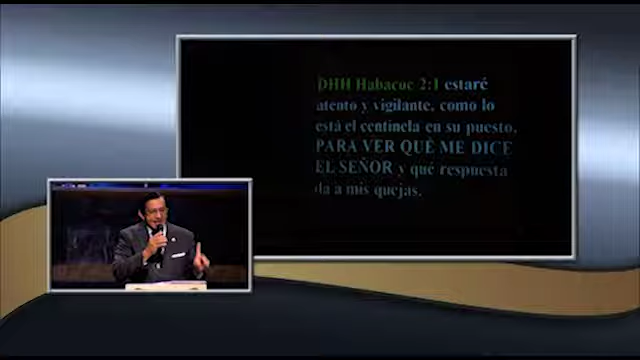 DHH Habacuc 2:1 estaré
atento y vigilante, como lo
está el centinela en su puesto,
PARA VER QUÉ ME DICE
EL SEÑOR y qué respuesta
da a mis quejas.